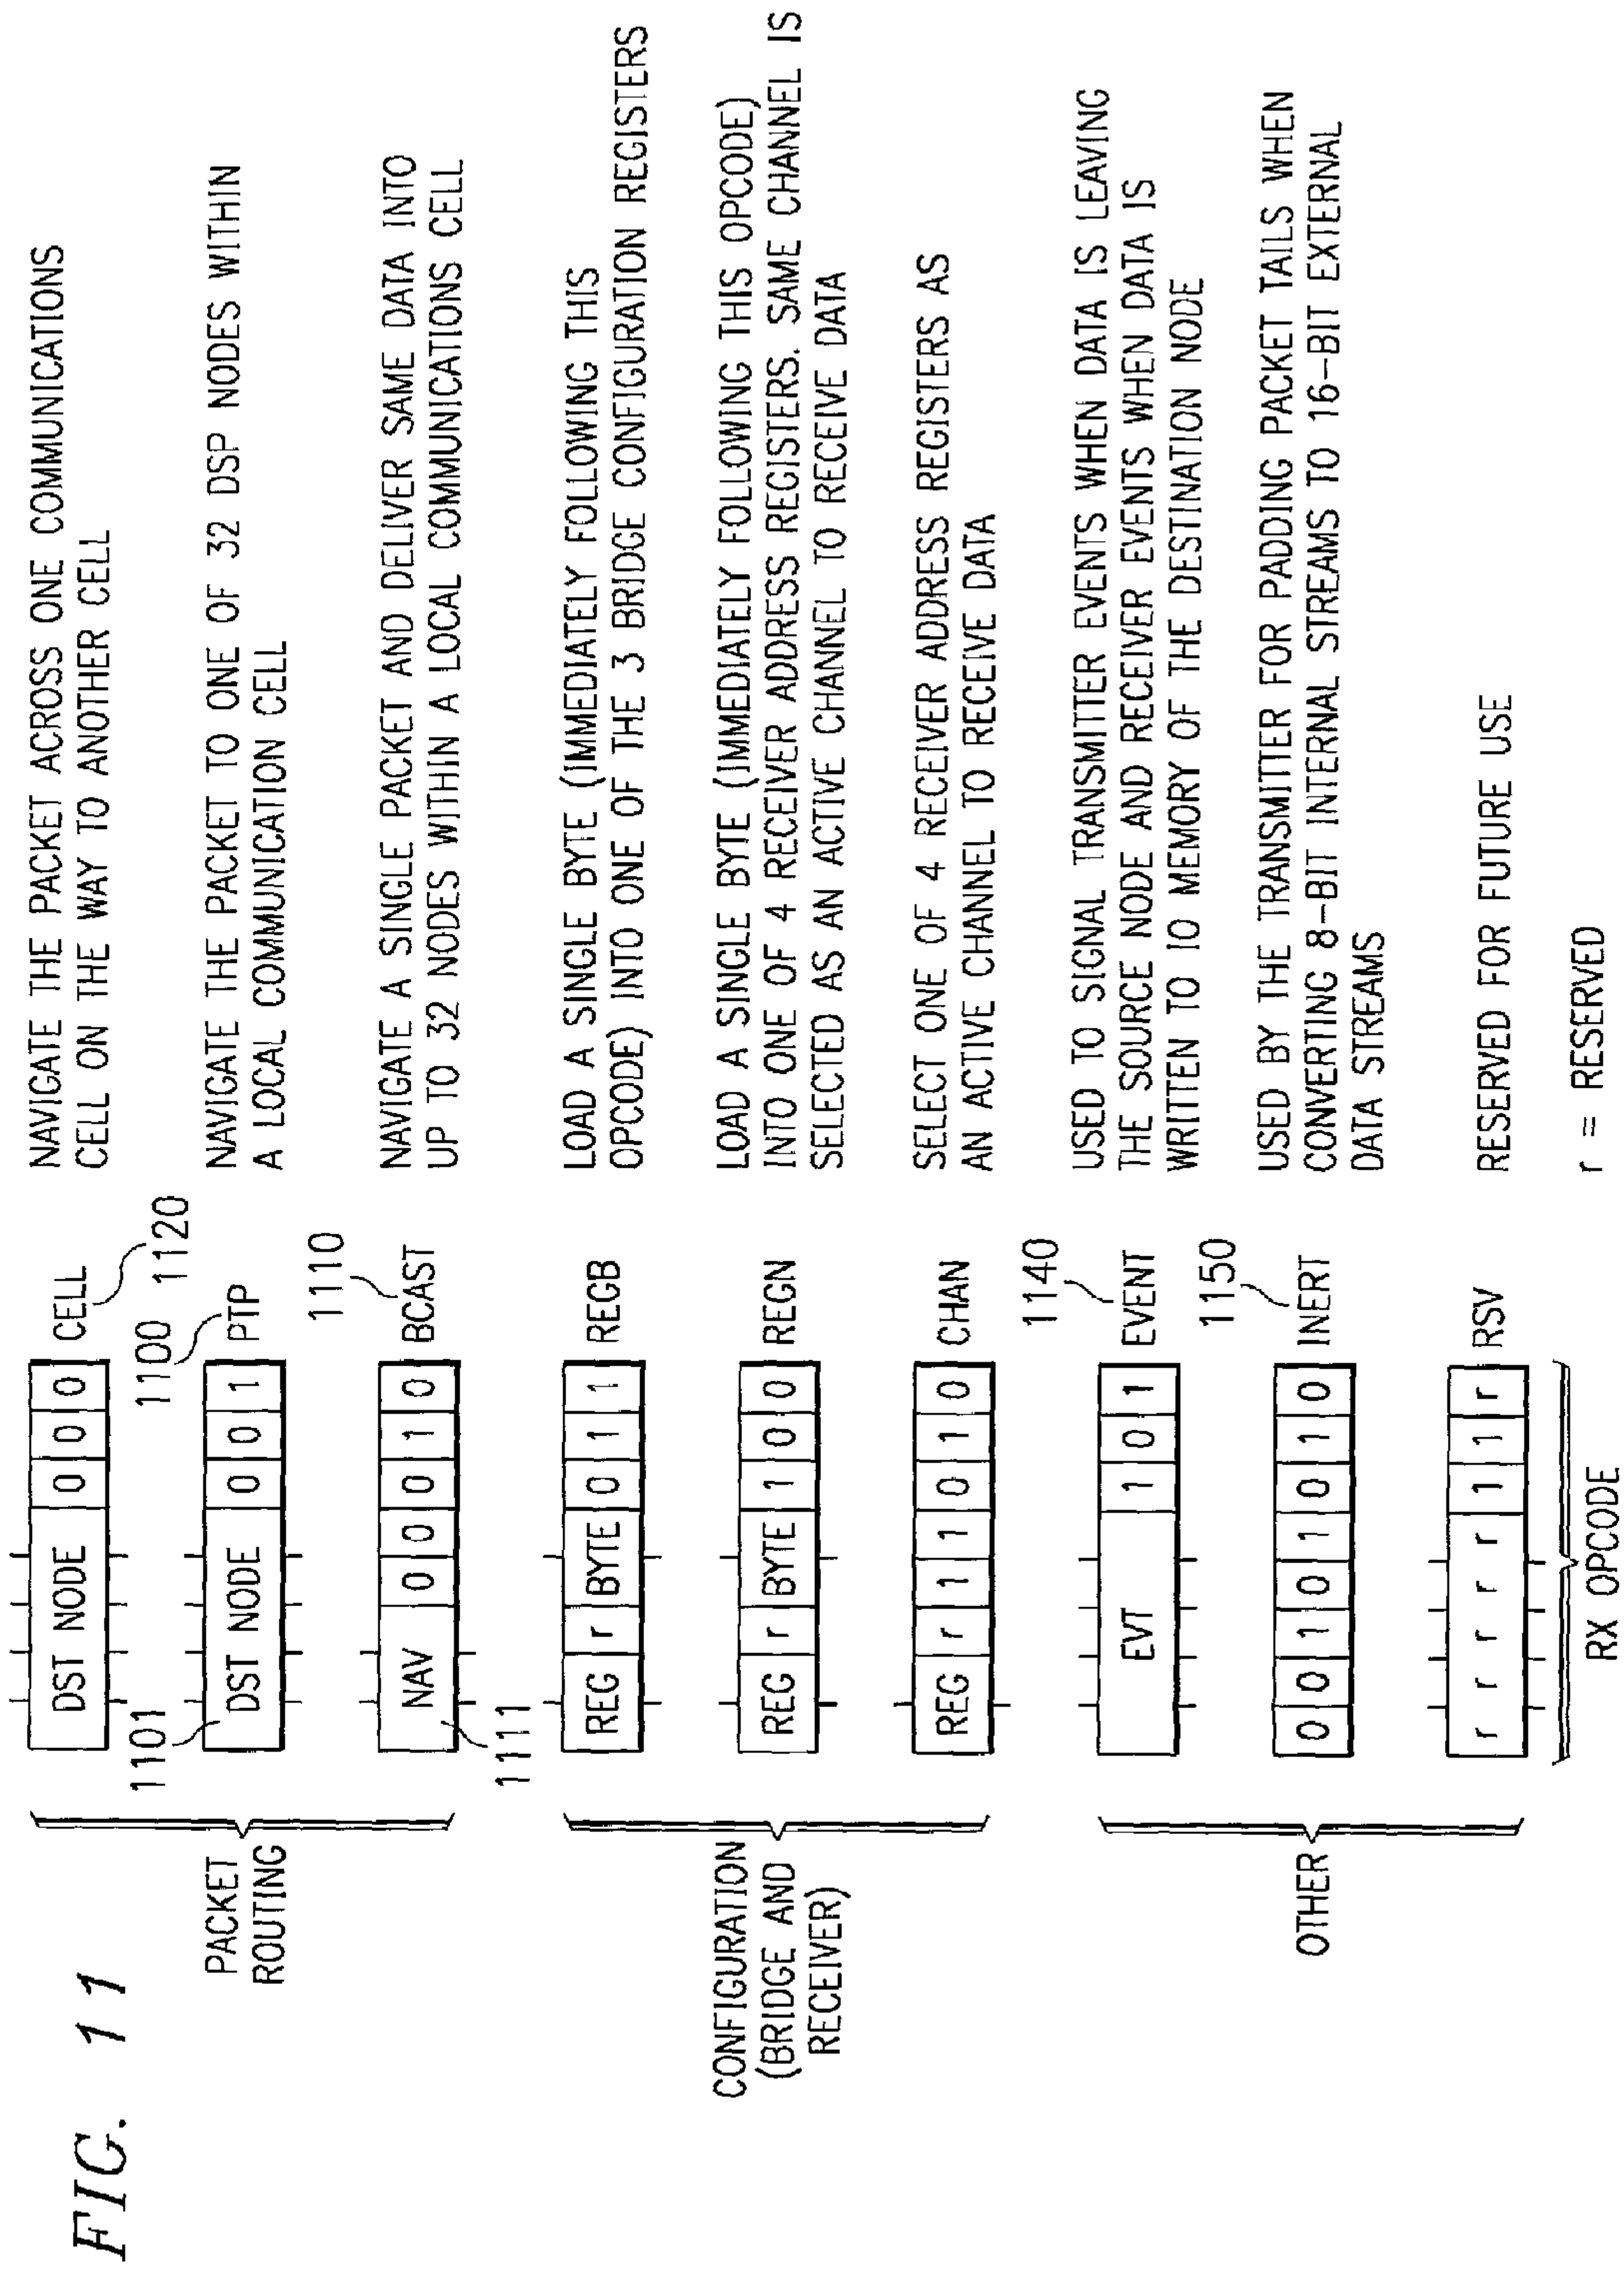 FIG. 11
PACKET
ROUTING
1101
DST NODE 0 0 0 CELL
1120
NAVIGATE THE PACKET ACROSS ONE COMMUNICATIONS
CELL ON THE WAY TO ANOTHER CELL
1100
DST NODE 0 0 1 PTP
NAVIGATE THE PACKET TO ONE OF 32 DSP NODES WITHIN
A LOCAL COMMUNICATION CELL
1110
NAV 0 0 0 1 0 BCAST
1111
NAVIGATE A SINGLE PACKET AND DELIVER SAME DATA INTO
UP TO 32 NODES WITHIN A LOCAL COMMUNICATIONS CELL
CONFIGURATION
(BRIDGE AND
RECEIVER)
REG r BYTE 0 1 1 REGB
LOAD A SINGLE BYTE (IMMEDIATELY FOLLOWING THIS
OPCODE) INTO ONE OF THE 3 BRIDGE CONFIGURATION REGISTERS
REG r BYTE 1 0 0 REGN
LOAD A SINGLE BYTE (IMMEDIATELY FOLLOWING THIS OPCODE)
INTO ONE OF 4 RECEIVER ADDRESS REGISTERS. SAME CHANNEL IS
SELECTED AS AN ACTIVE CHANNEL TO RECEIVE DATA
REG r 1 1 0 1 0 CHAN
SELECT ONE OF 4 RECEIVER ADDRESS REGISTERS AS
AN ACTIVE CHANNEL TO RECEIVE DATA
OTHER
1140
EVT 1 0 1 EVENT
USED TO SIGNAL TRANSMITTER EVENTS WHEN DATA IS LEAVING
THE SOURCE NODE AND RECEIVER EVENTS WHEN DATA IS
WRITTEN TO IO MEMORY OF THE DESTINATION NODE
1150
0 0 1 0 1 0 1 0 INERT
USED BY THE TRANSMITTER FOR PADDING PACKET TAILS WHEN
CONVERTING 8-BIT INTERNAL STREAMS TO 16-BIT EXTERNAL
DATA STREAMS
r r r r r 1 1 r RSV
RESERVED FOR FUTURE USE
RX OPCODE
r = RESERVED